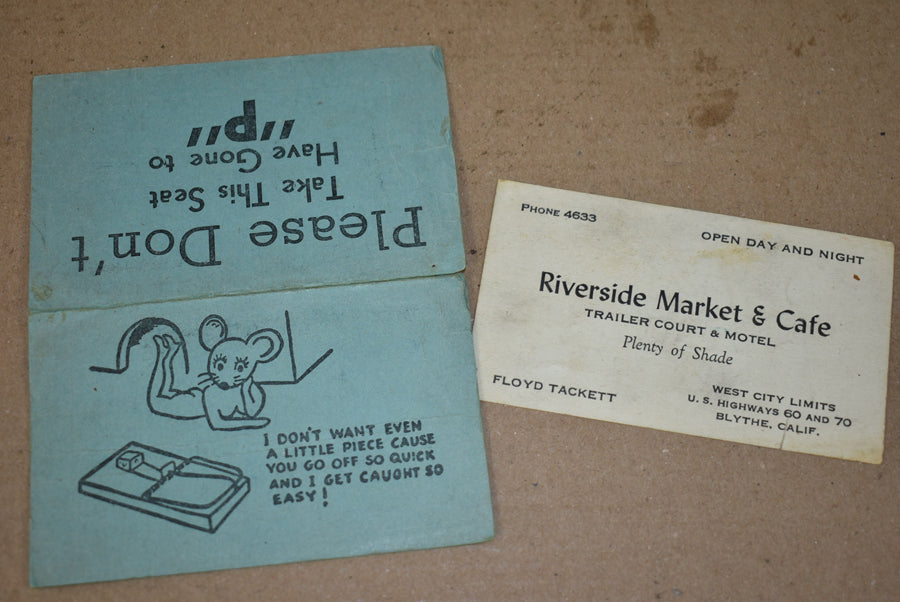 Please Don't
Take This Seat
Have Gone to
"P"
I DON'T WANT EVEN
A LITTLE PIECE CAUSE
YOU GO OFF SO QUICK
AND I GET CAUGHT SO
EASY!
PHONE 4633
OPEN DAY AND NIGHT
Riverside Market & Cafe
TRAILER COURT & MOTEL
Plenty of Shade
FLOYD TACKETT
WEST CITY LIMITS
U. S. HIGHWAYS 60 AND 70
BLYTHE, CALIF.